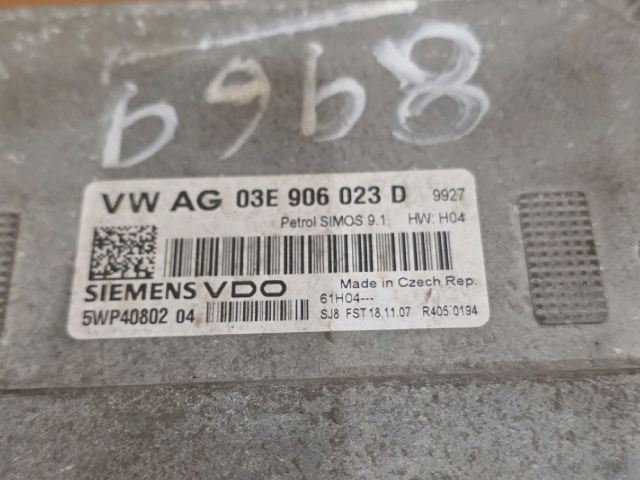 6968
VW AG 03E 906 023 D 9927
Petrol SIMOS 9.1 HW: H04
SIEMENS VDO Made in Czech Rep.
61H04---
5WP40802 04 SJ8 FST 18.11.07 R405 0194